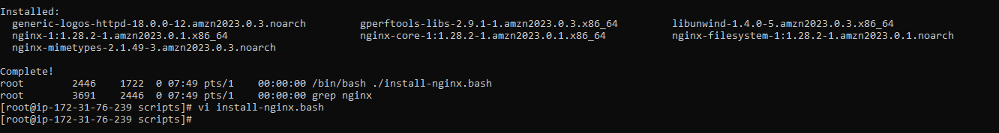 Installed:
generic-logos-httpd-18.0.0-12.amzn2023.0.3.noarch gperftools-libs-2.9.1-1.amzn2023.0.3.x86_64 libunwind-1.4.0-5.amzn2023.0.3.x86_64
nginx-1:1.28.2-1.amzn2023.0.1.x86_64 nginx-core-1:1.28.2-1.amzn2023.0.1.x86_64 nginx-filesystem-1:1.28.2-1.amzn2023.0.1.noarch
nginx-mimetypes-2.1.49-3.amzn2023.0.3.noarch
Complete!
root 2446 1722 0 07:49 pts/1 00:00:00 /bin/bash ./install-nginx.bash
root 3691 2446 0 07:49 pts/1 00:00:00 grep nginx
[root@ip-172-31-76-239 scripts]# vi install-nginx.bash
[root@ip-172-31-76-239 scripts]#